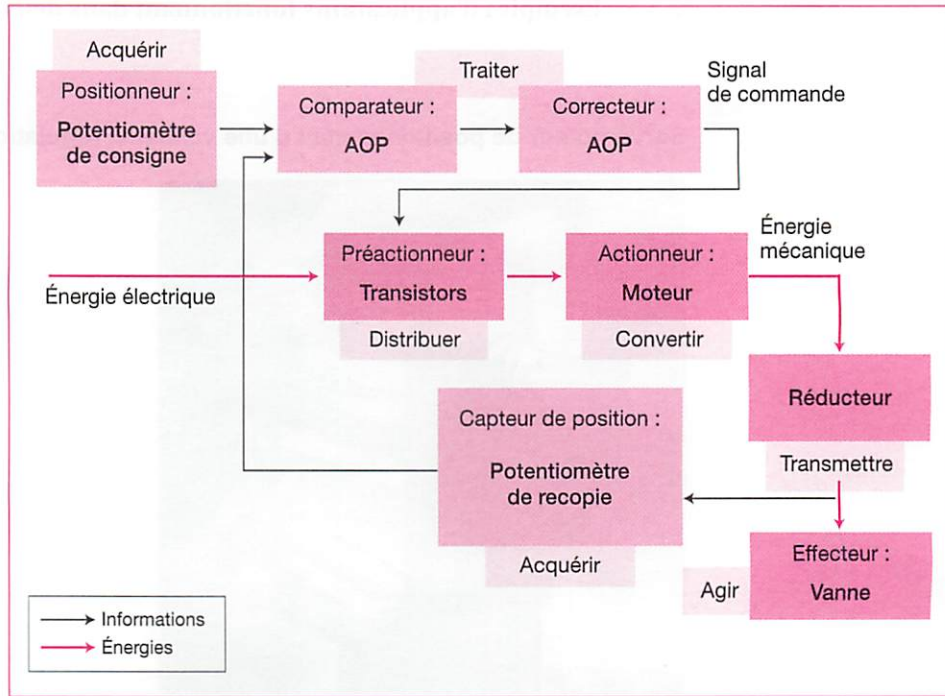 Acquérir
Positionneur :
Potentiomètre
de consigne
Traiter
Comparateur :
AOP
Correcteur :
AOP
Signal
de commande
Énergie électrique
Préactionneur :
Transistors
Distribuer
Actionneur :
Moteur
Convertir
Énergie
mécanique
Réducteur
Transmettre
Capteur de position :
Potentiomètre
de recopie
Acquérir
Agir
Effecteur :
Vanne
Informations
Énergies